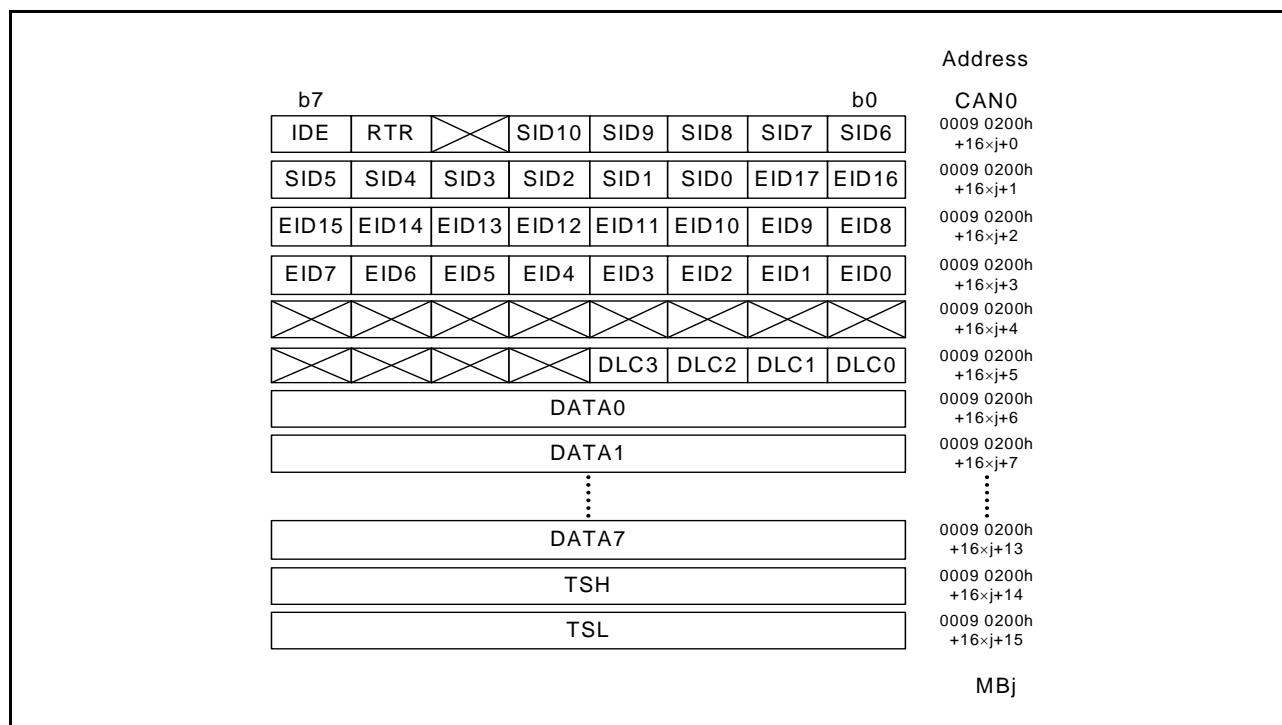 Address
b7 b0 CAN0
IDE RTR SID10 SID9 SID8 SID7 SID6 0009 0200h
+16×j+0
SID5 SID4 SID3 SID2 SID1 SID0 EID17 EID16 0009 0200h
+16×j+1
EID15 EID14 EID13 EID12 EID11 EID10 EID9 EID8 0009 0200h
+16×j+2
EID7 EID6 EID5 EID4 EID3 EID2 EID1 EID0 0009 0200h
+16×j+3
0009 0200h
+16×j+4
DLC3 DLC2 DLC1 DLC0 0009 0200h
+16×j+5
DATA0 0009 0200h
+16×j+6
DATA1 0009 0200h
+16×j+7
DATA7 0009 0200h
+16×j+13
TSH 0009 0200h
+16×j+14
TSL 0009 0200h
+16×j+15
MBj